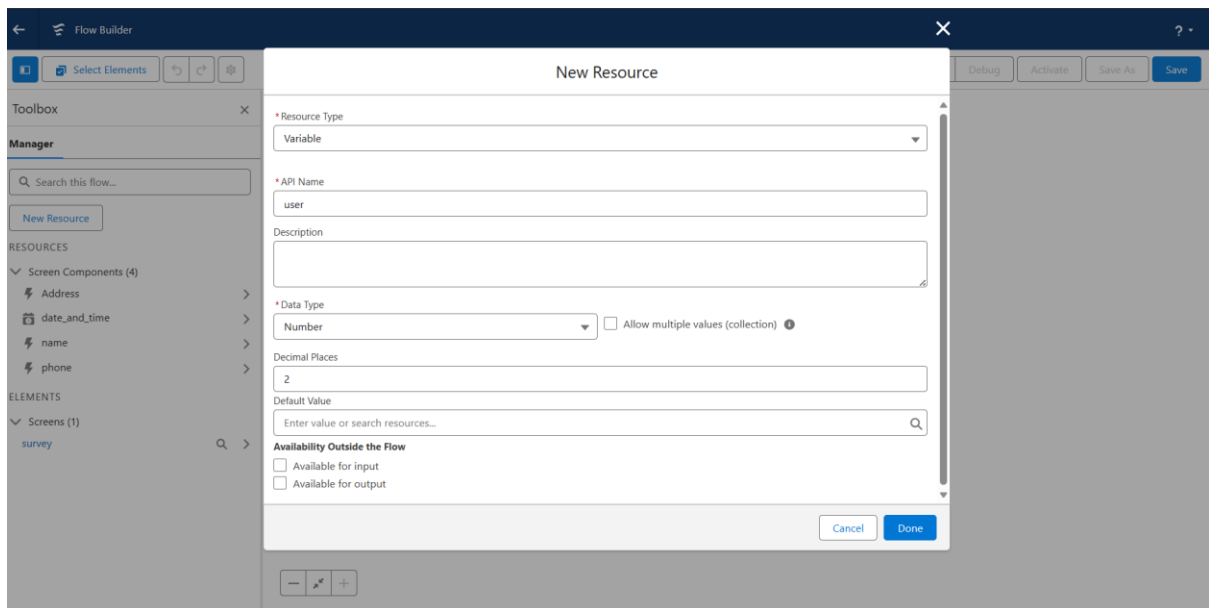 Flow Builder
? 
Select Elements
Debug
Activate
Save As
Save
Toolbox
Manager
Search this flow...
New Resource
RESOURCES
Screen Components (4)
Address
date_and_time
name
phone
ELEMENTS
Screens (1)
survey
New Resource
* Resource Type
Variable
* API Name
user
Description
* Data Type
Number
Allow multiple values (collection)
Decimal Places
2
Default Value
Enter value or search resources...
Availability Outside the Flow
Available for input
Available for output
Cancel
Done